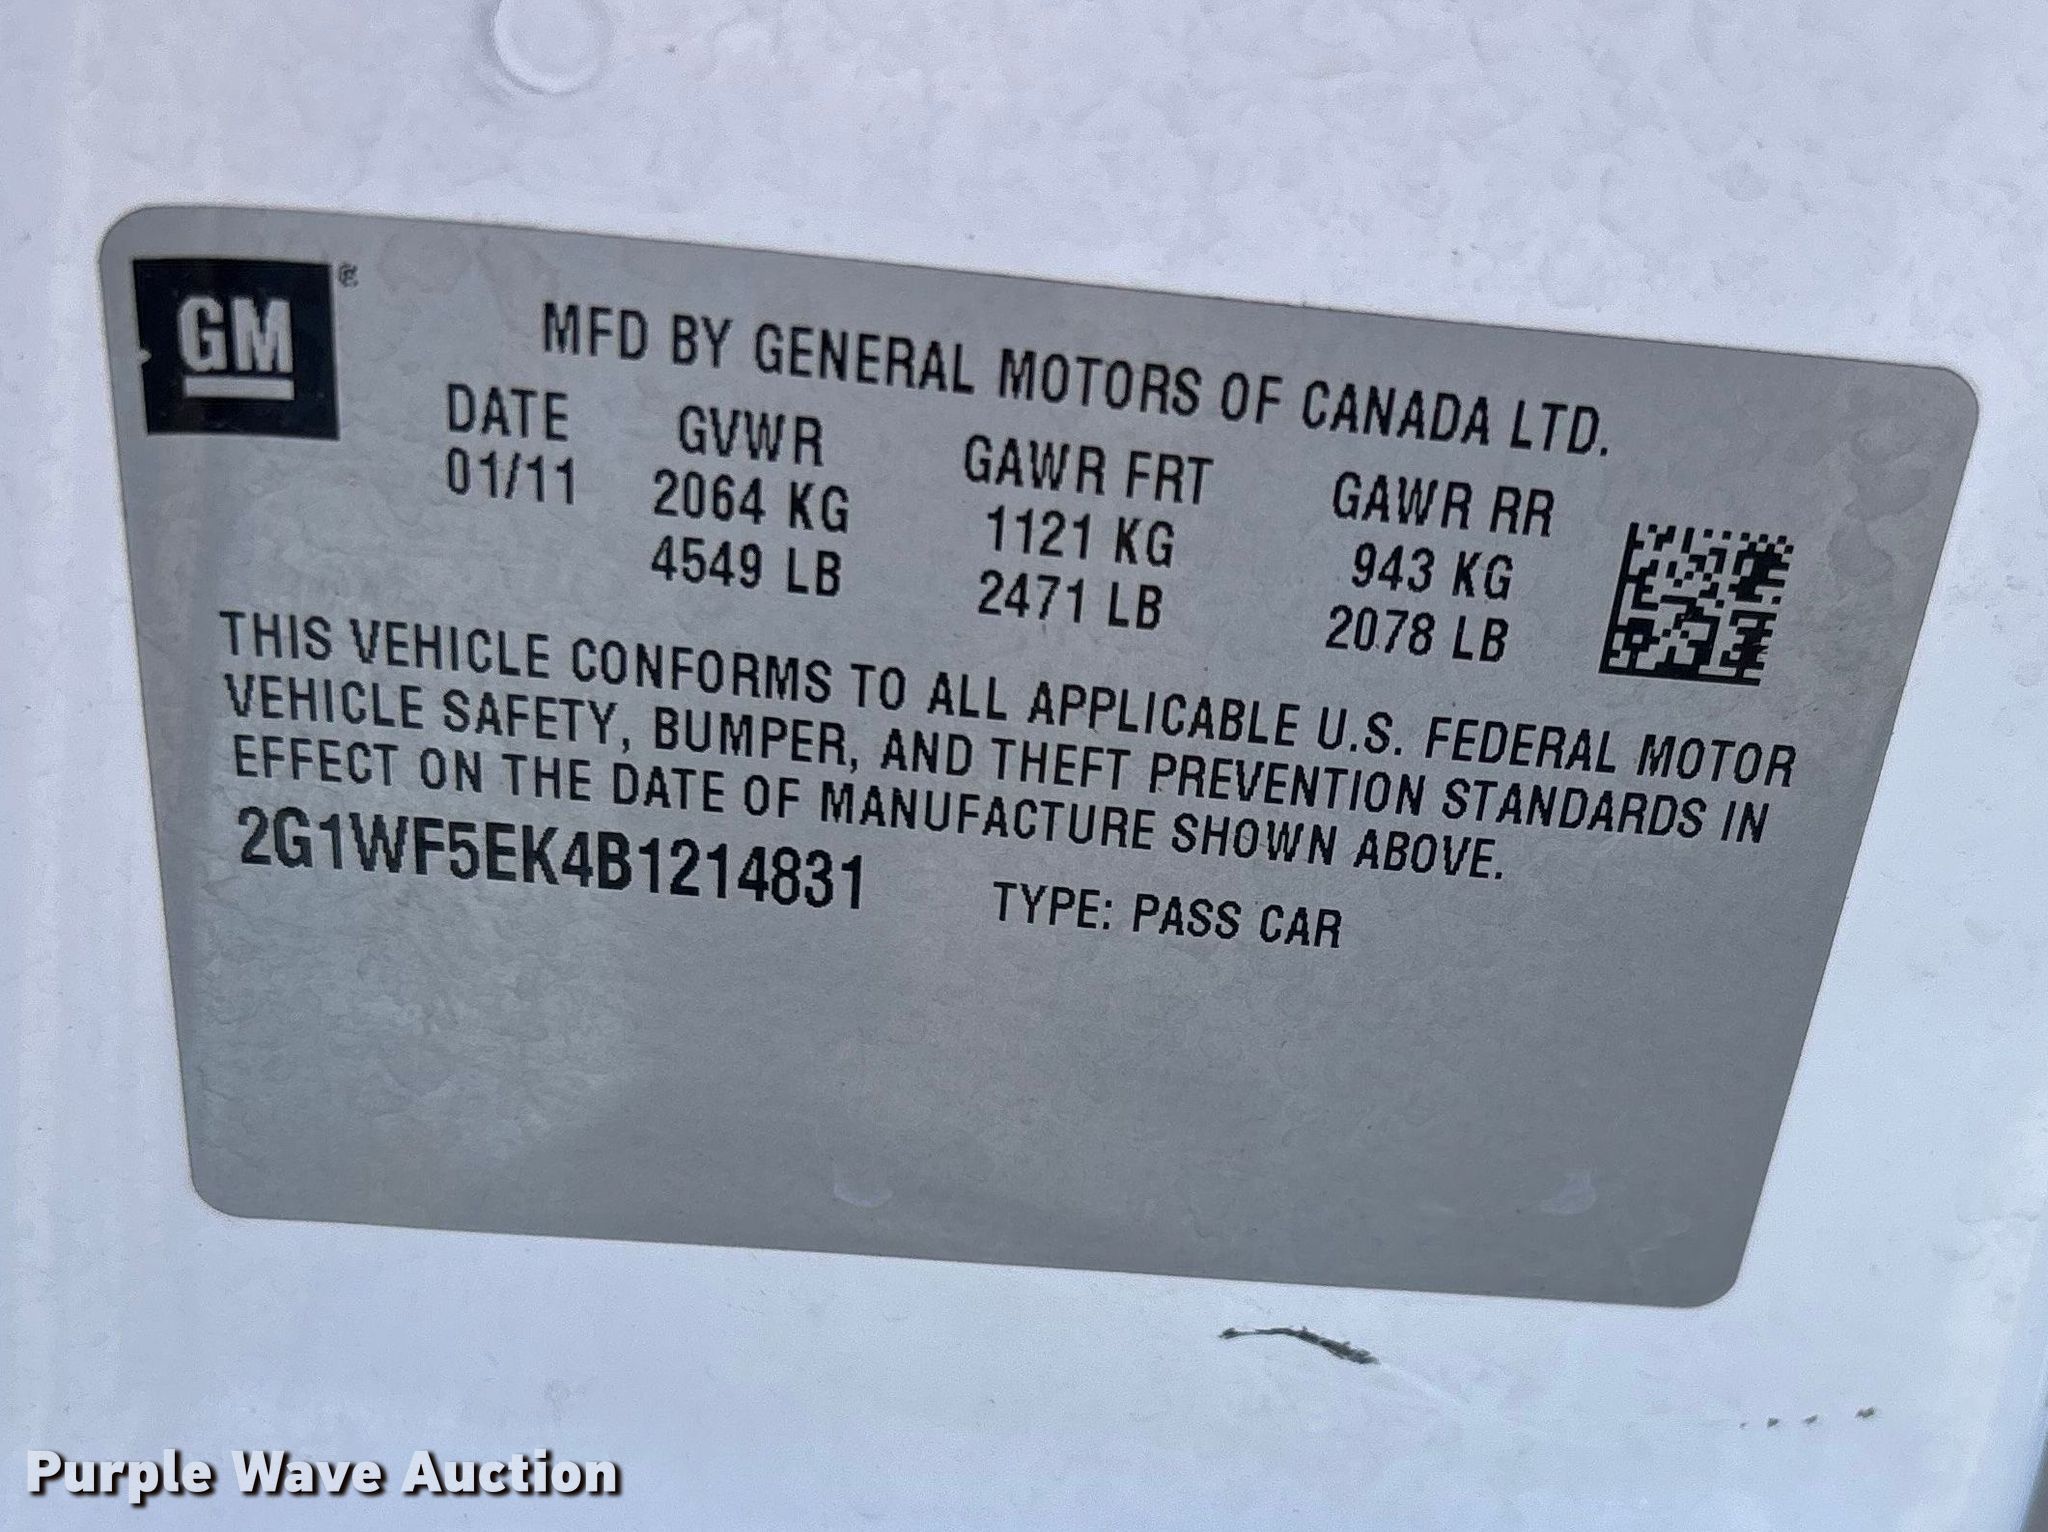 GM ®
MFD BY GENERAL MOTORS OF CANADA LTD.
DATE GVWR GAWR FRT GAWR RR
01/11 2064 KG 1121 KG 943 KG
4549 LB 2471 LB 2078 LB
THIS VEHICLE CONFORMS TO ALL APPLICABLE U.S. FEDERAL MOTOR
VEHICLE SAFETY, BUMPER, AND THEFT PREVENTION STANDARDS IN
EFFECT ON THE DATE OF MANUFACTURE SHOWN ABOVE.
2G1WF5EK4B1214831 TYPE: PASS CAR
Purple Wave Auction